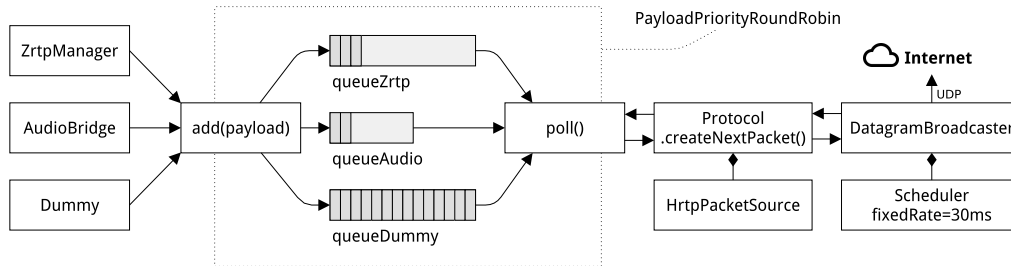 PayloadPriorityRoundRobin
ZrtpManager
AudioBridge
Dummy
add(payload)
queueZrtp
queueAudio
queueDummy
poll()
Protocol
.createNextPacket()
HrtpPacketSource
Internet
UDP
DatagramBroadcaster
Scheduler
fixedRate=30ms